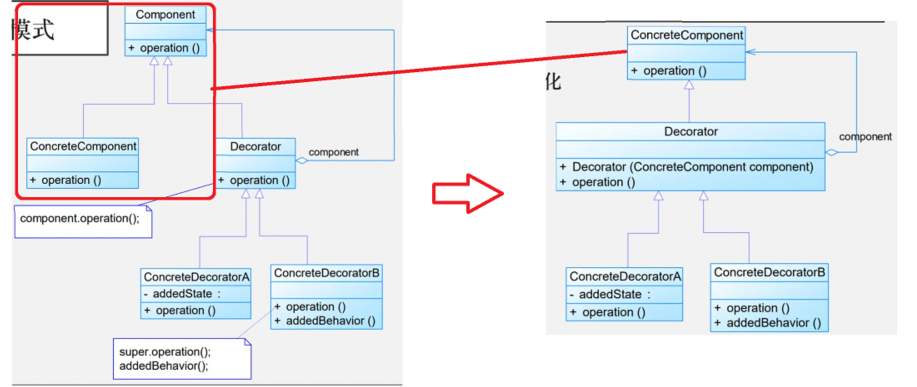 模式
Component
+ operation ()
ConcreteComponent
+ operation ()
Decorator
+ operation ()
component
component.operation();
ConcreteDecoratorA
- addedState :
+ operation ()
ConcreteDecoratorB
+ operation ()
+ addedBehavior ()
super.operation();
addedBehavior();
化
ConcreteComponent
+ operation ()
Decorator
+ Decorator (ConcreteComponent component)
+ operation ()
component
ConcreteDecoratorA
- addedState :
+ operation ()
ConcreteDecoratorB
+ operation ()
+ addedBehavior ()